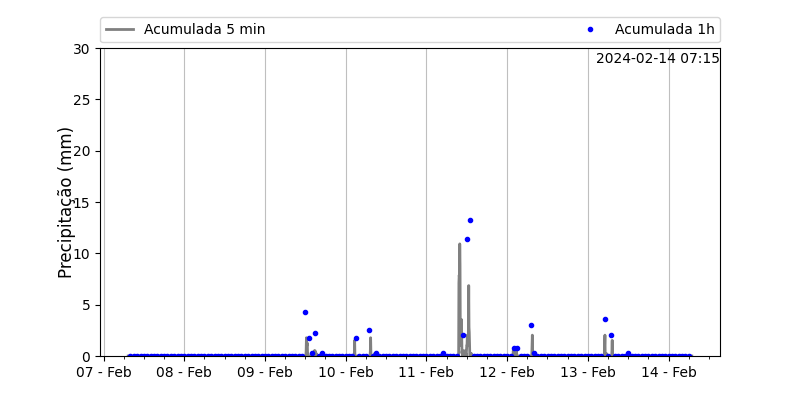 Acumulada 5 min
Acumulada 1h
2024-02-14 07:15
Precipitação (mm)
30
25
20
15
10
5
0
07 - Feb
08 - Feb
09 - Feb
10 - Feb
11 - Feb
12 - Feb
13 - Feb
14 - Feb